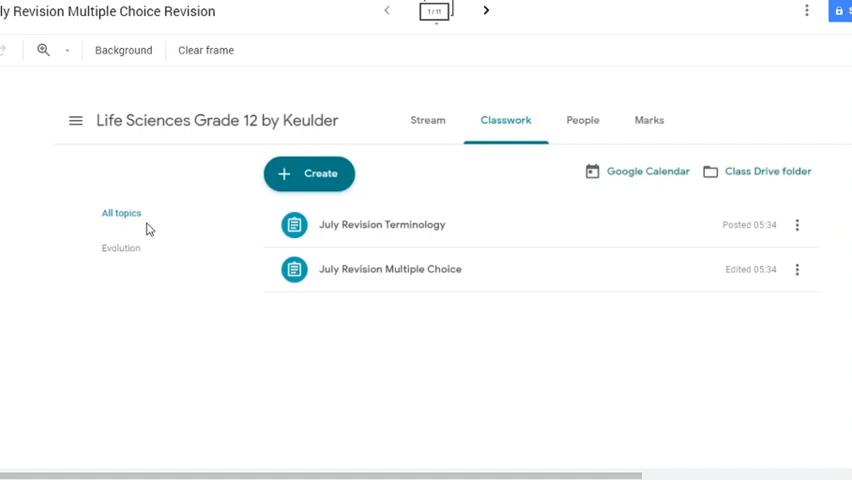 ly Revision Multiple Choice Revision
1 / 11
Background
Clear frame
Life Sciences Grade 12 by Keulder
Stream
Classwork
People
Marks
Create
Google Calendar
Class Drive folder
All topics
Evolution
July Revision Terminology
Posted 05:34
July Revision Multiple Choice
Edited 05:34